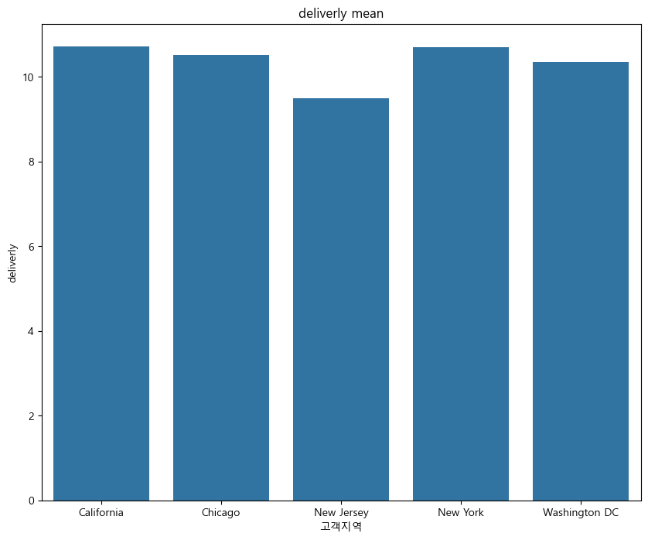 deliverly mean
10
8
6
4
2
0
deliverly
California Chicago New Jersey New York Washington DC
고객지역